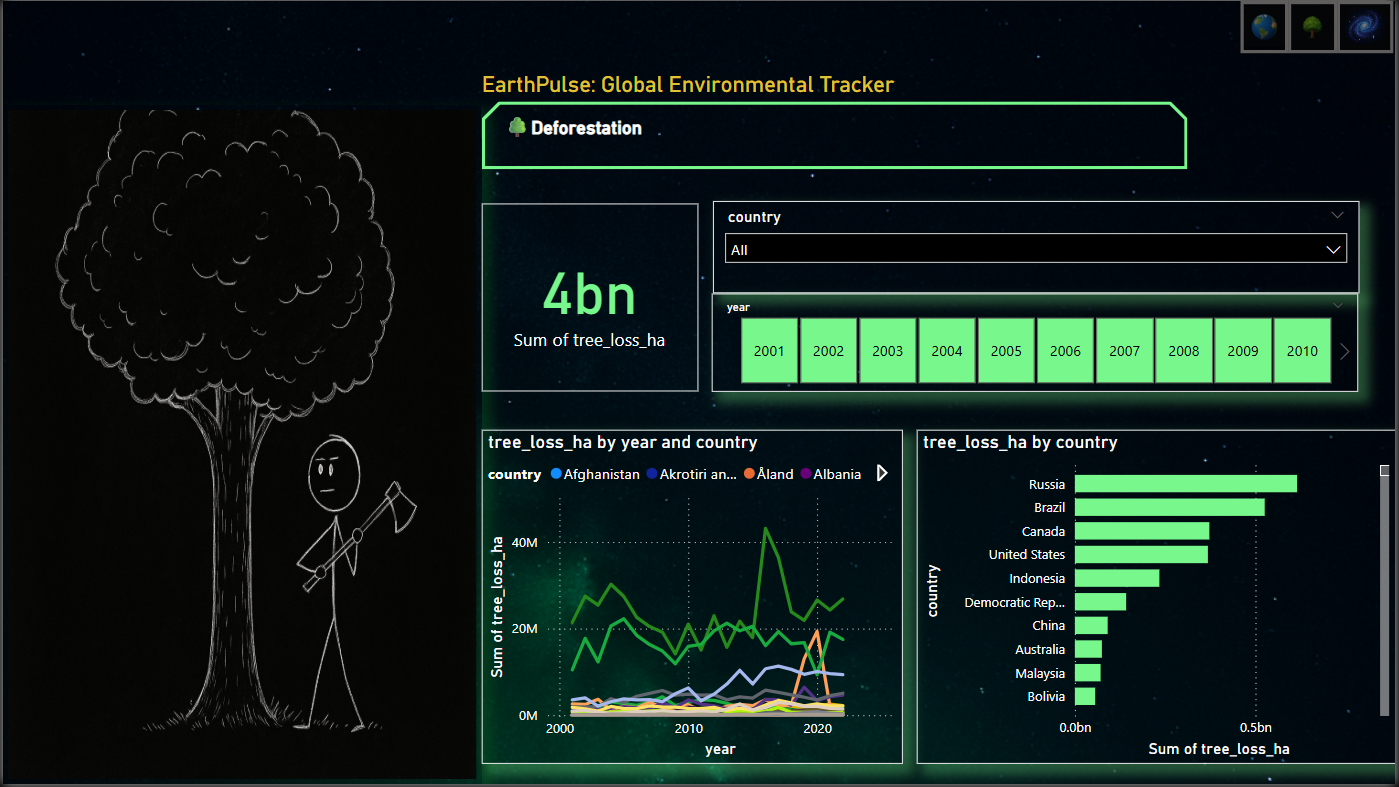 EarthPulse: Global Environmental Tracker
Deforestation
4bn
Sum of tree_loss_ha
country
All
year
2001 2002 2003 2004 2005 2006 2007 2008 2009 2010
tree_loss_ha by year and country
country Afghanistan Akrotiri an... Åland Albania
Sum of tree_loss_ha
40M
20M
0M
2000 2010 2020
year
tree_loss_ha by country
country
Russia
Brazil
Canada
United States
Indonesia
Democratic Rep...
China
Australia
Malaysia
Bolivia
0.0bn 0.5bn
Sum of tree_loss_ha